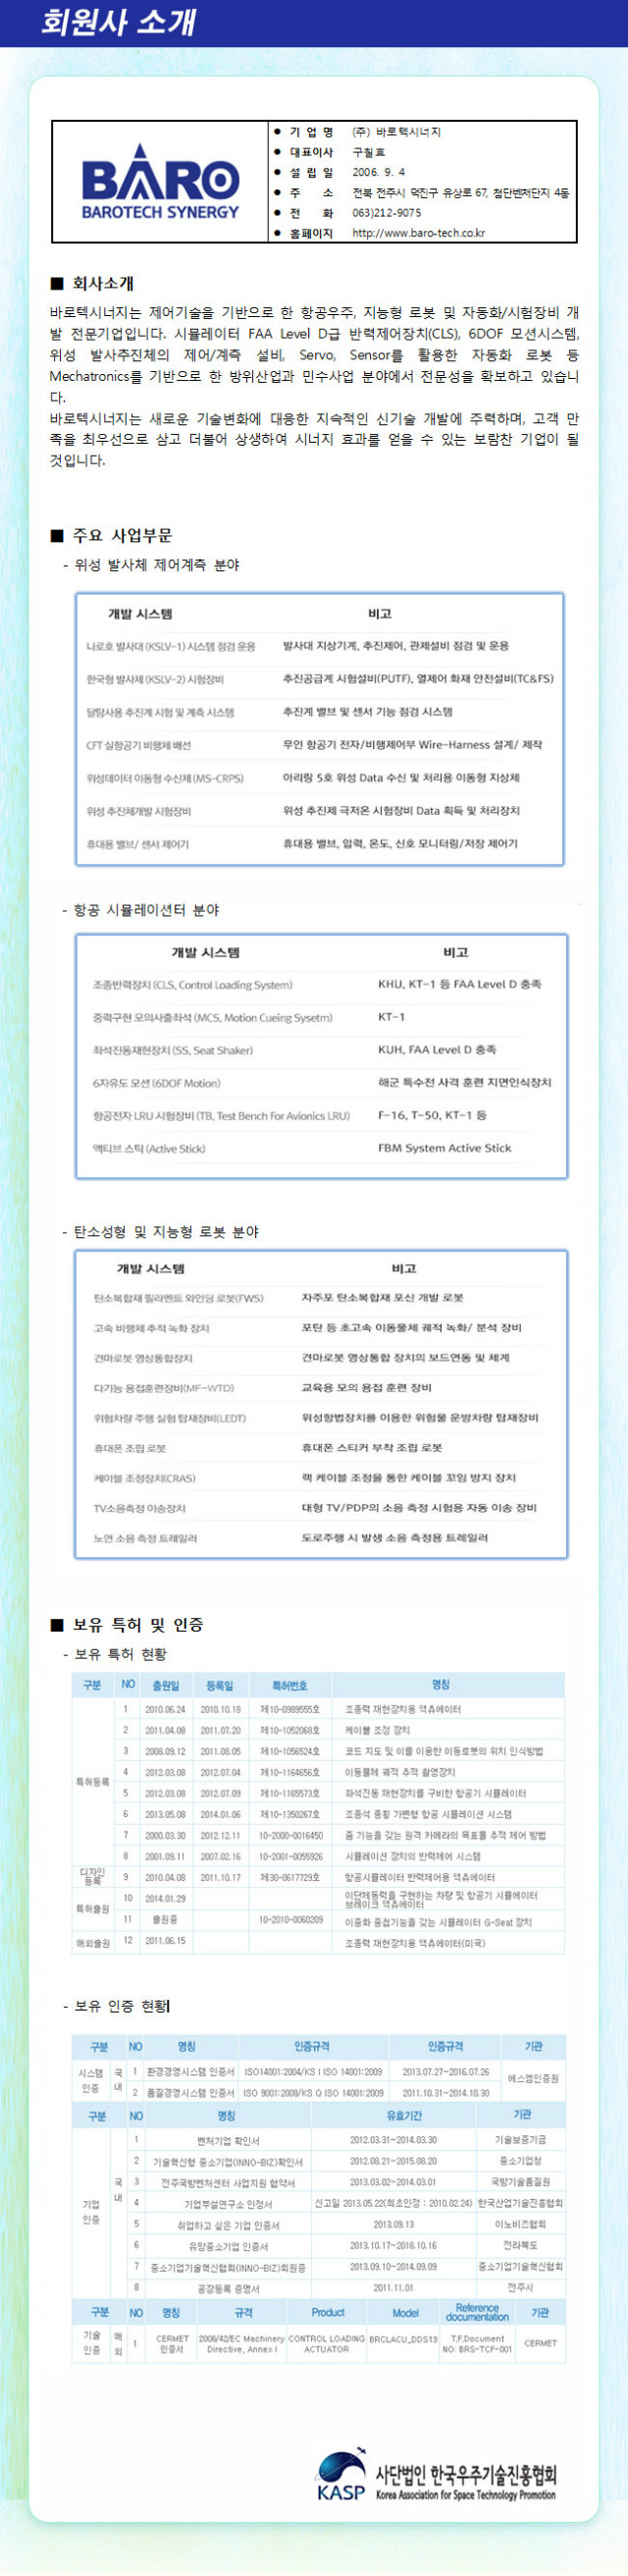 회원사 소개
BARO
BAROTECH SYNERGY
● 기 업 명 (주) 바로텍시너지
● 대표이사 구칠효
● 설 립 일 2006. 9. 4
● 주 소 전북 전주시 덕진구 유상로 67, 첨단벤처단지 4동
● 전 화 063)212-9075
● 홈페이지 http://www.baro-tech.co.kr
■ 회사소개
바로텍시너지는 제어기술을 기반으로 한 항공우주, 지능형 로봇 및 자동화/시험장비 개
발 전문기업입니다. 시뮬레이터 FAA Level D급 반력제어장치(CLS), 6DOF 모션시스템,
위성 발사추진체의 제어/계측 설비, Servo, Sensor를 활용한 자동화 로봇 등
Mechatronics를 기반으로 한 방위산업과 민수사업 분야에서 전문성을 확보하고 있습니
다.
바로텍시너지는 새로운 기술변화에 대응한 지속적인 신기술 개발에 주력하며, 고객 만
족을 최우선으로 삼고 더불어 상생하여 시너지 효과를 얻을 수 있는 보람찬 기업이 될
것입니다.
■ 주요 사업부문
- 위성 발사체 제어계측 분야
개발 시스템 비고
나로호 발사대 (KSLV-1) 시스템 점검 운용 발사대 지상기계, 추진제어, 관제설비 점검 및 운용
한국형 발사체 (KSLV-2) 시험장비 추진공급계 시험설비(PUTF), 열제어 화재 안전설비(TC&FS)
달탐사용 추진계 시험 및 계측 시스템 추진계 밸브 및 센서 기능 점검 시스템
CFT 실항공기 비행체 배선 무인 항공기 전자/비행제어부 Wire-Harness 설계/ 제작
위성데이터 이동형 수신체 (MS-CRPS) 아리랑 5호 위성 Data 수신 및 처리용 이동형 지상체
위성 추진체개발 시험장비 위성 추진제 극저온 시험장비 Data 획득 및 처리장치
휴대용 밸브/ 센서 제어기 휴대용 밸브, 압력, 온도, 신호 모니터링/저장 제어기
- 항공 시뮬레이션터 분야
개발 시스템 비고
조종반력장치 (CLS, Control Loading System) KHU, KT-1 등 FAA Level D 충족
중력구현 모의사출좌석 (MCS, Motion Cueing Sysetm) KT-1
좌석진동재현장치 (SS, Seat Shaker) KUH, FAA Level D 충족
6자유도 모션 (6DOF Motion) 해군 특수전 사격 훈련 지면인식장치
항공전자 LRU 시험장비 (TB, Test Bench For Avionics LRU) F-16, T-50, KT-1 등
액티브 스틱 (Active Stick) FBM System Active Stick
- 탄소성형 및 지능형 로봇 분야
개발 시스템 비고
탄소복합재 필라멘트 와인딩 로봇(FWS) 자주포 탄소복합재 포신 개발 로봇
고속 비행체 추적 녹화 장치 포탄 등 초고속 이동물체 궤적 녹화/ 분석 장비
견마로봇 영상통합장치 견마로봇 영상통합 장치의 보드연동 및 체계
다기능 용접훈련장비(MF-WTD) 교육용 모의 용접 훈련 장비
위험차량 주행 실험 탑재장비(LEDT) 위성항법장치를 이용한 위험물 운방차량 탑재장비
휴대폰 조립 로봇 휴대폰 스티커 부착 조립 로봇
케이블 조정장치(CRAS) 랙 케이블 조정을 통한 케이블 꼬임 방지 장치
TV소음측정 이송장치 대형 TV/PDP의 소음 측정 시험용 자동 이송 장비
노면 소음 측정 트레일러 도로주행 시 발생 소음 측정용 트레일러
■ 보유 특허 및 인증
- 보유 특허 현황
구분 NO 출원일 등록일 특허번호 명칭
특허등록 1 2010.06.24 2010.10.18 제10-0989555호 조종력 재현장치용 액츄에이터
2 2011.04.08 2011.07.20 제10-1052068호 케이블 조정 장치
3 2008.09.12 2011.08.05 제10-1056524호 코드 지도 및 이를 이용한 이동로봇의 위치 인식방법
4 2012.03.08 2012.07.04 제10-1164656호 이동물체 궤적 추적 촬영장치
5 2012.03.08 2012.07.09 제10-1165573호 좌석진동 재현장치를 구비한 항공기 시뮬레이터
6 2013.05.08 2014.01.06 제10-1350267호 조종석 종횡 가변형 항공 시뮬레이션 시스템
7 2000.03.30 2012.12.11 10-2000-0016450 줌 기능을 갖는 원격 카메라의 목표물 추적 제어 방법
8 2001.09.11 2007.02.16 10-2001-0055926 시뮬레이션 장치의 반력제어 시스템
디자인등록 9 2010.04.08 2011.10.17 제30-0617729호 항공시뮬레이터 반력제어용 액츄에이터
특허출원 10 2014.01.29 이단제동력을 구현하는 차량 및 항공기 시뮬에이터 브레이크 액츄에이터
11 출원중 10-2010-0060209 이중화 중첩기능을 갖는 시뮬레이터 G-Seat 장치
해외출원 12 2011.06.15 조종력 재현장치용 액츄에이터(미국)
- 보유 인증 현황
구분 NO 명칭 인증규격 인증규격 기관
시스템 인증 국내 1 환경경영시스템 인증서 ISO14001:2004/KS I ISO 14001:2009 2013.07.27~2016.07.26 에스엠인증원
2 품질경영시스템 인증서 ISO 9001:2008/KS Q ISO 14001:2009 2011.10.31~2014.10.30
구분 NO 명칭 유효기간 기관
기업 인증 국내 1 벤처기업 확인서 2012.03.31~2014.03.30 기술보증기금
2 기술혁신형 중소기업(INNO-BIZ)확인서 2012.08.21~2015.08.20 중소기업청
3 전주국방벤처센터 사업지원 협약서 2013.03.02~2014.03.01 국방기술품질원
4 기업부설연구소 인정서 신고일 2013.05.22(최초인정 : 2010.02.24) 한국산업기술진흥협회
5 취업하고 싶은 기업 인증서 2013.09.13 이노비즈협회
6 유망중소기업 인증서 2013.10.17~2018.10.16 전라북도
7 중소기업기술혁신협회(INNO-BIZ)회원증 2013.09.10~2014.09.09 중소기업기술혁신협회
8 공장등록 증명서 2011.11.01 전주시
구분 NO 명칭 규격 Product Model Reference documentation 기관
기술 인증 해외 1 CERMET 인증서 2006/42/EC Machinery Directive, Annex I CONTROL LOADING ACTUATOR BRCLACU_DDS13 T.F.Document NO: BRS-TCF-001 CERMET
KASP
사단법인 한국우주기술진흥협회
Korea Association for Space Technology Promotion